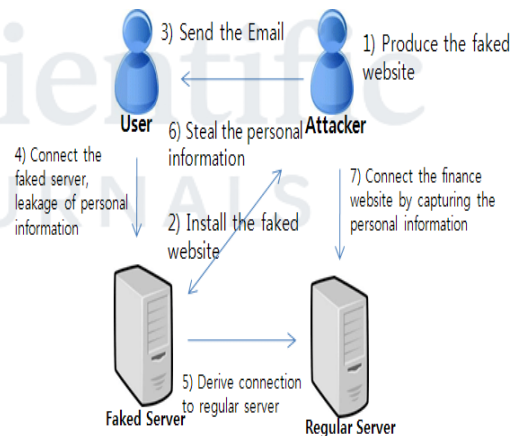 ientific
URNALS
3) Send the Email
1) Produce the faked
website
User
Attacker
6) Steal the personal
information
4) Connect the
faked server,
leakage of personal
information
7) Connect the finance
website by capturing the
personal information
2) Install the faked
website
5) Derive connection
to regular server
Faked Server
Regular Server